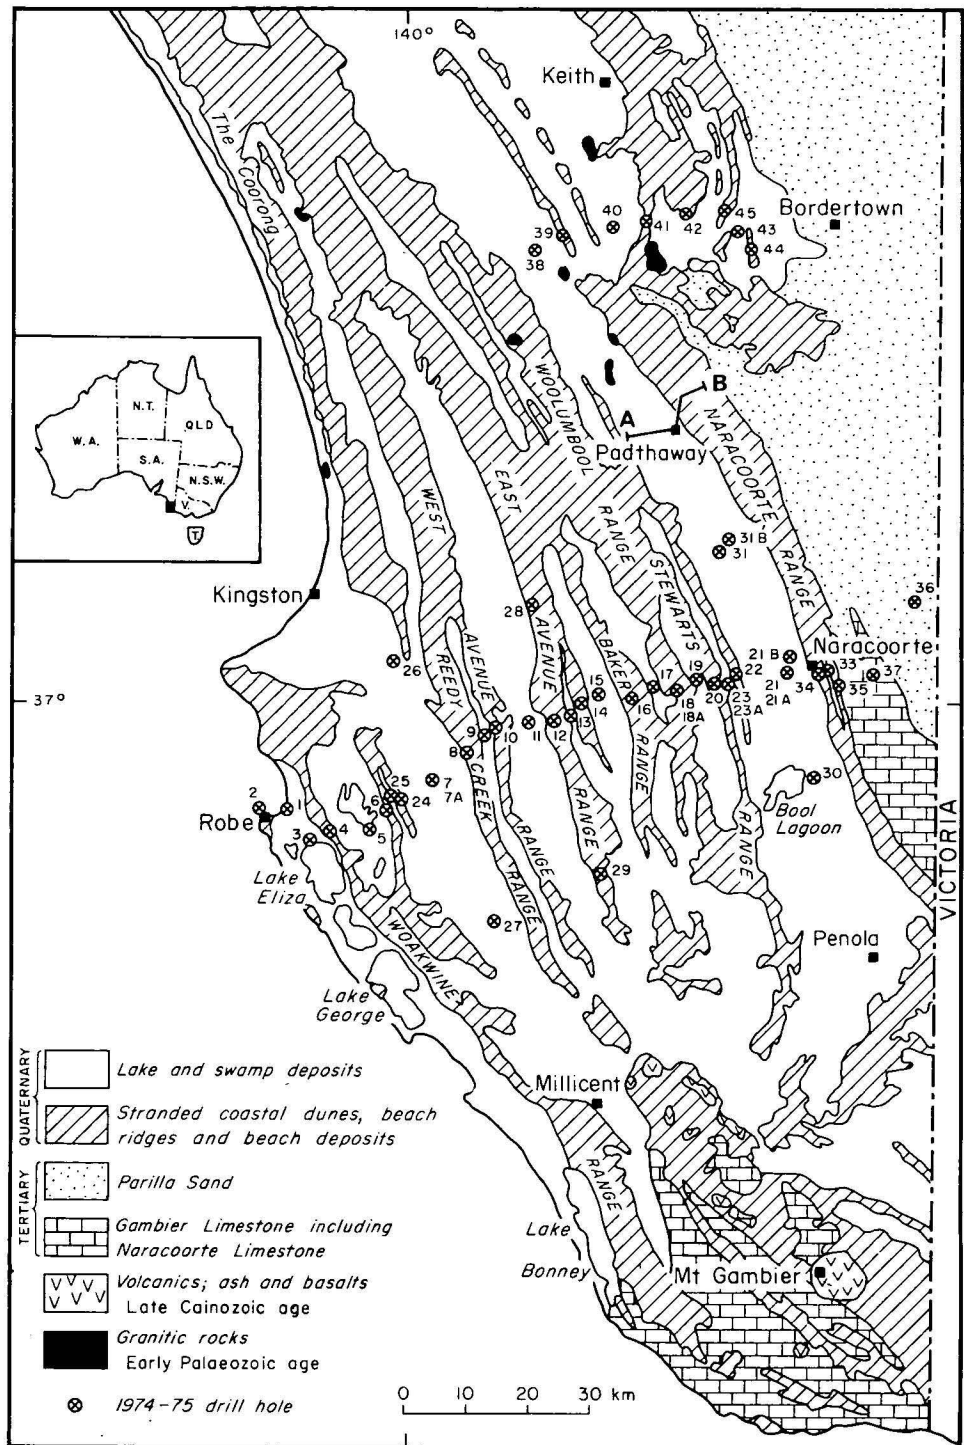 140°
Keith
The Coorong
40
41
42
45
43
44
39
38
Bordertown
W.A.
N.T.
QLD
S.A.
N.S.W.
V.
T.
WOOLUMBOOL RANGE
A
B
Padthaway
NARACOORTE RANGE
WEST AVENUE RANGE
EAST AVENUE RANGE
31 B
31
36
Kingston
28
REEDY CREEK RANGE
BAKER RANGE
STEWARTS RANGE
26
21 B
Naracoorte
33
37
34
35
21
21 A
22
23
23 A
20
19
18
18A
17
16
15
14
13
12
11
10
9
8
37°
7
7A
25
24
6
5
2
1
Robe
3
4
30
Bool Lagoon
29
27
Lake Eliza
WOAKWINE RANGE
Lake George
Penola
VICTORIA
Millicent
Lake Bonney
Mt Gambier
QUATERNARY
Lake and swamp deposits
Stranded coastal dunes, beach
ridges and beach deposits
TERTIARY
Parilla Sand
Gambier Limestone including
Naracoorte Limestone
Volcanics; ash and basalts
Late Cainozoic age
Granitic rocks
Early Palaeozoic age
1974-75 drill hole
0 10 20 30 km